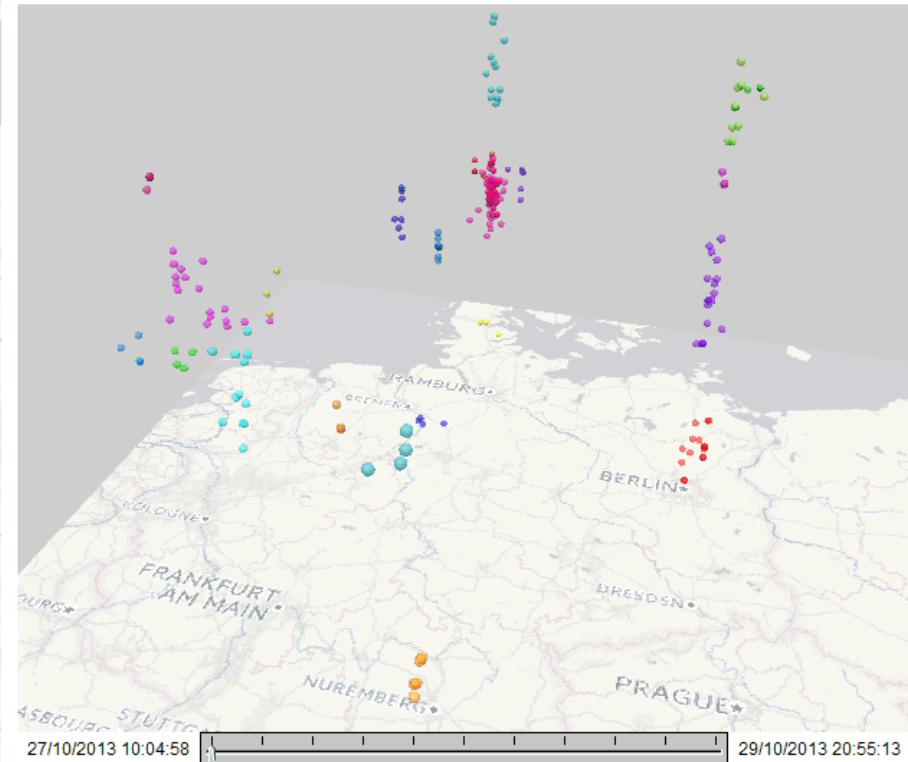 HAMBURG
BREMEN
BERLIN
COLOGNE
FRANKFURT
AM MAIN
DRESDEN
NUREMBERG
PRAGUE
27/10/2013 10:04:58
29/10/2013 20:55:13